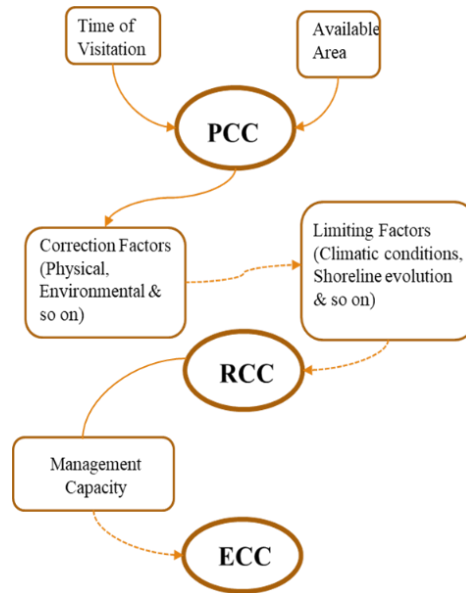 Time of
Visitation
Available
Area
PCC
Correction Factors
(Physical,
Environmental &
so on)
Limiting Factors
(Climatic conditions,
Shoreline evolution
& so on)
RCC
Management
Capacity
ECC